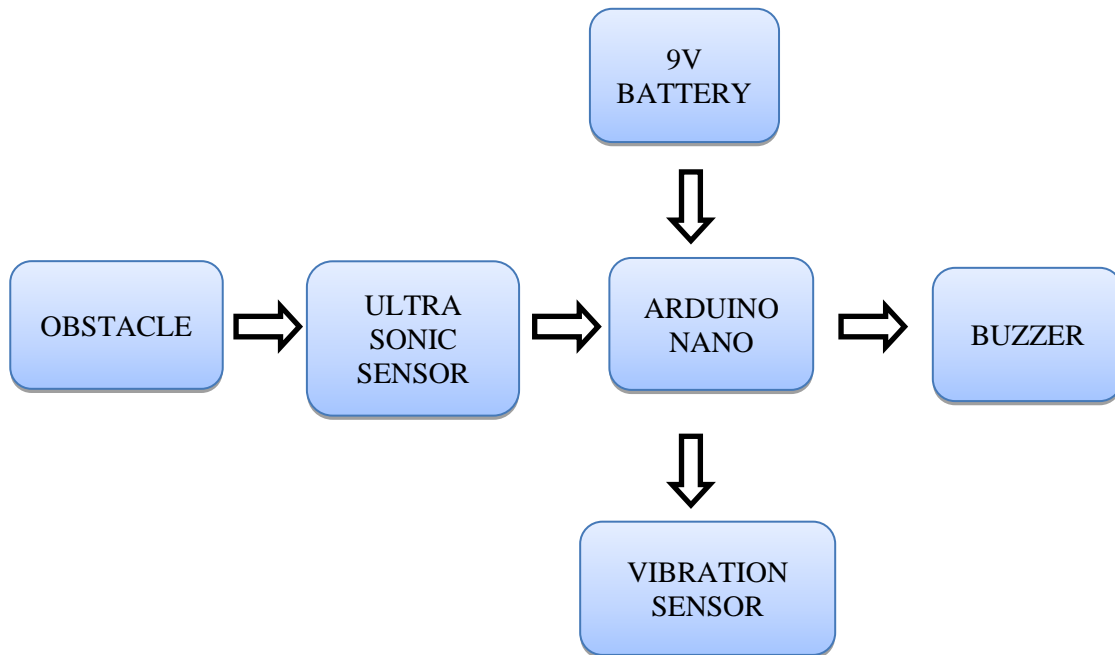 9V
BATTERY
OBSTACLE
ULTRA
SONIC
SENSOR
ARDUINO
NANO
BUZZER
VIBRATION
SENSOR